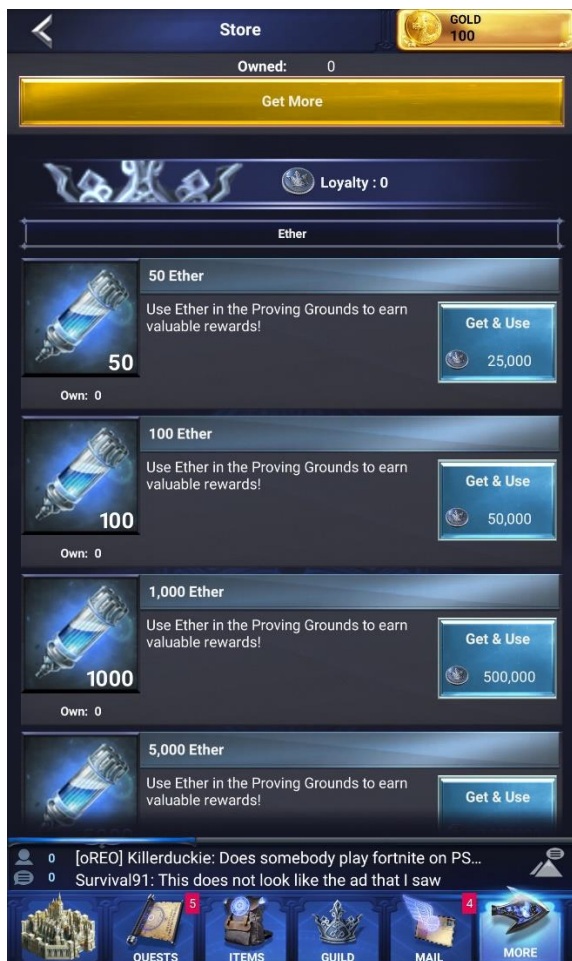 Store
GOLD
100
Owned: 0
Get More
Loyalty : 0
Ether
50 Ether
Use Ether in the Proving Grounds to earn
valuable rewards!
Get & Use
25,000
50
Own: 0
100 Ether
Use Ether in the Proving Grounds to earn
valuable rewards!
Get & Use
50,000
100
Own: 0
1,000 Ether
Use Ether in the Proving Grounds to earn
valuable rewards!
Get & Use
500,000
1000
Own: 0
5,000 Ether
Use Ether in the Proving Grounds to earn
valuable rewards!
Get & Use
0 [oREO] Killerduckie: Does somebody play fortnite on PS...
0 Survival91: This does not look like the ad that I saw
5
4
QUESTS
ITEMS
GUILD
MAIL
MORE